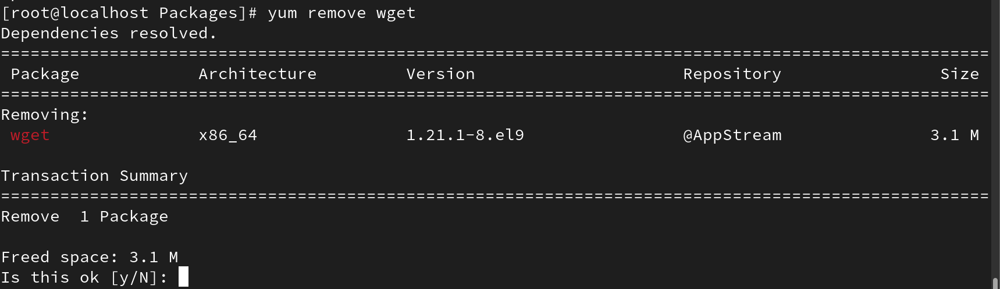 [root@localhost Packages]# yum remove wget
Dependencies resolved.
=====================================================================================================
Package Architecture Version Repository Size
=====================================================================================================
Removing:
wget x86_64 1.21.1-8.el9 @AppStream 3.1 M
Transaction Summary
=====================================================================================================
Remove 1 Package
Freed space: 3.1 M
Is this ok [y/N]: